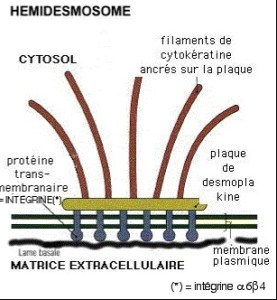 HEMIDESMOSOME
filaments de
cytokératine
ancrés sur la plaque
CYTOSOL
protéine
trans-
membranaire
= INTEGRINE(*)
plaque
de
desmopla
kine
Lame basale
membrane
plasmique
MATRICE EXTRACELLULAIRE
(*) = intégrine α6β4